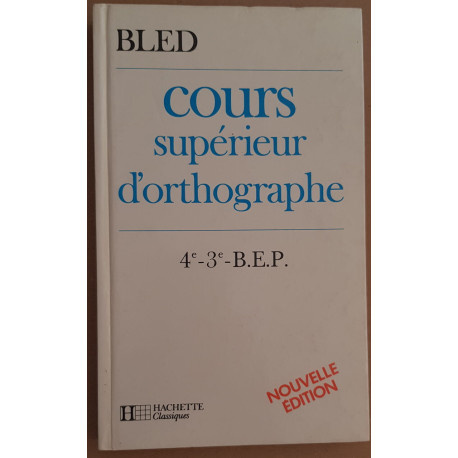 BLED
cours
supérieur
d'orthographe
4e-3e-B.E.P.
NOUVELLE
ÉDITION
H HACHETTE
Classiques